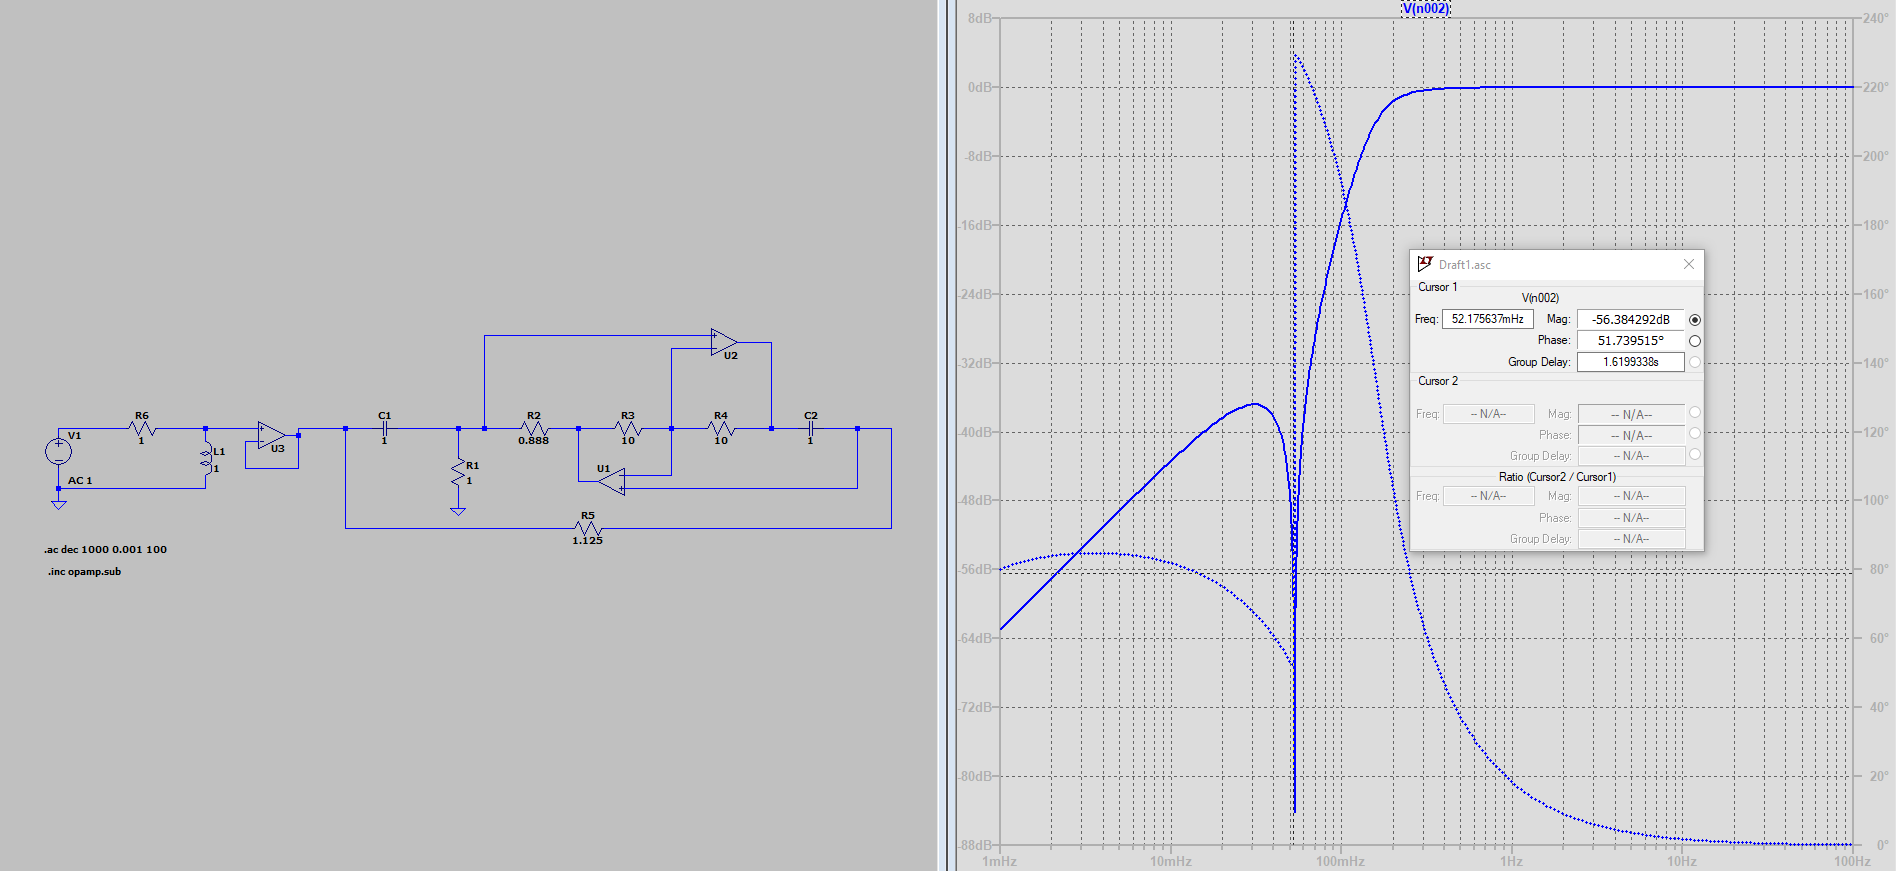 V1
AC 1
R6
1
L1
1
U3
C1
1
R1
1
R2
0.888
R3
10
R4
10
C2
1
U2
U1
R5
1.125
.ac dec 1000 0.001 100
.inc opamp.sub
V(n002)
8dB
0dB
-8dB
-16dB
-24dB
-32dB
-40dB
-48dB
-56dB
-64dB
-72dB
-80dB
-88dB
240°
220°
200°
180°
160°
140°
120°
100°
80°
60°
40°
20°
0°
1mHz 10mHz 100mHz 1Hz 10Hz 100Hz
Draft1.asc
Cursor 1
V(n002)
Freq: 52.175637mHz Mag: -56.384292dB
Phase: 51.739515°
Group Delay: 1.6199338s
Cursor 2
Freq: -- N/A-- Mag: -- N/A--
Phase: -- N/A--
Group Delay: -- N/A--
Ratio (Cursor2 / Cursor1)
Freq: -- N/A-- Mag: -- N/A--
Phase: -- N/A--
Group Delay: -- N/A--